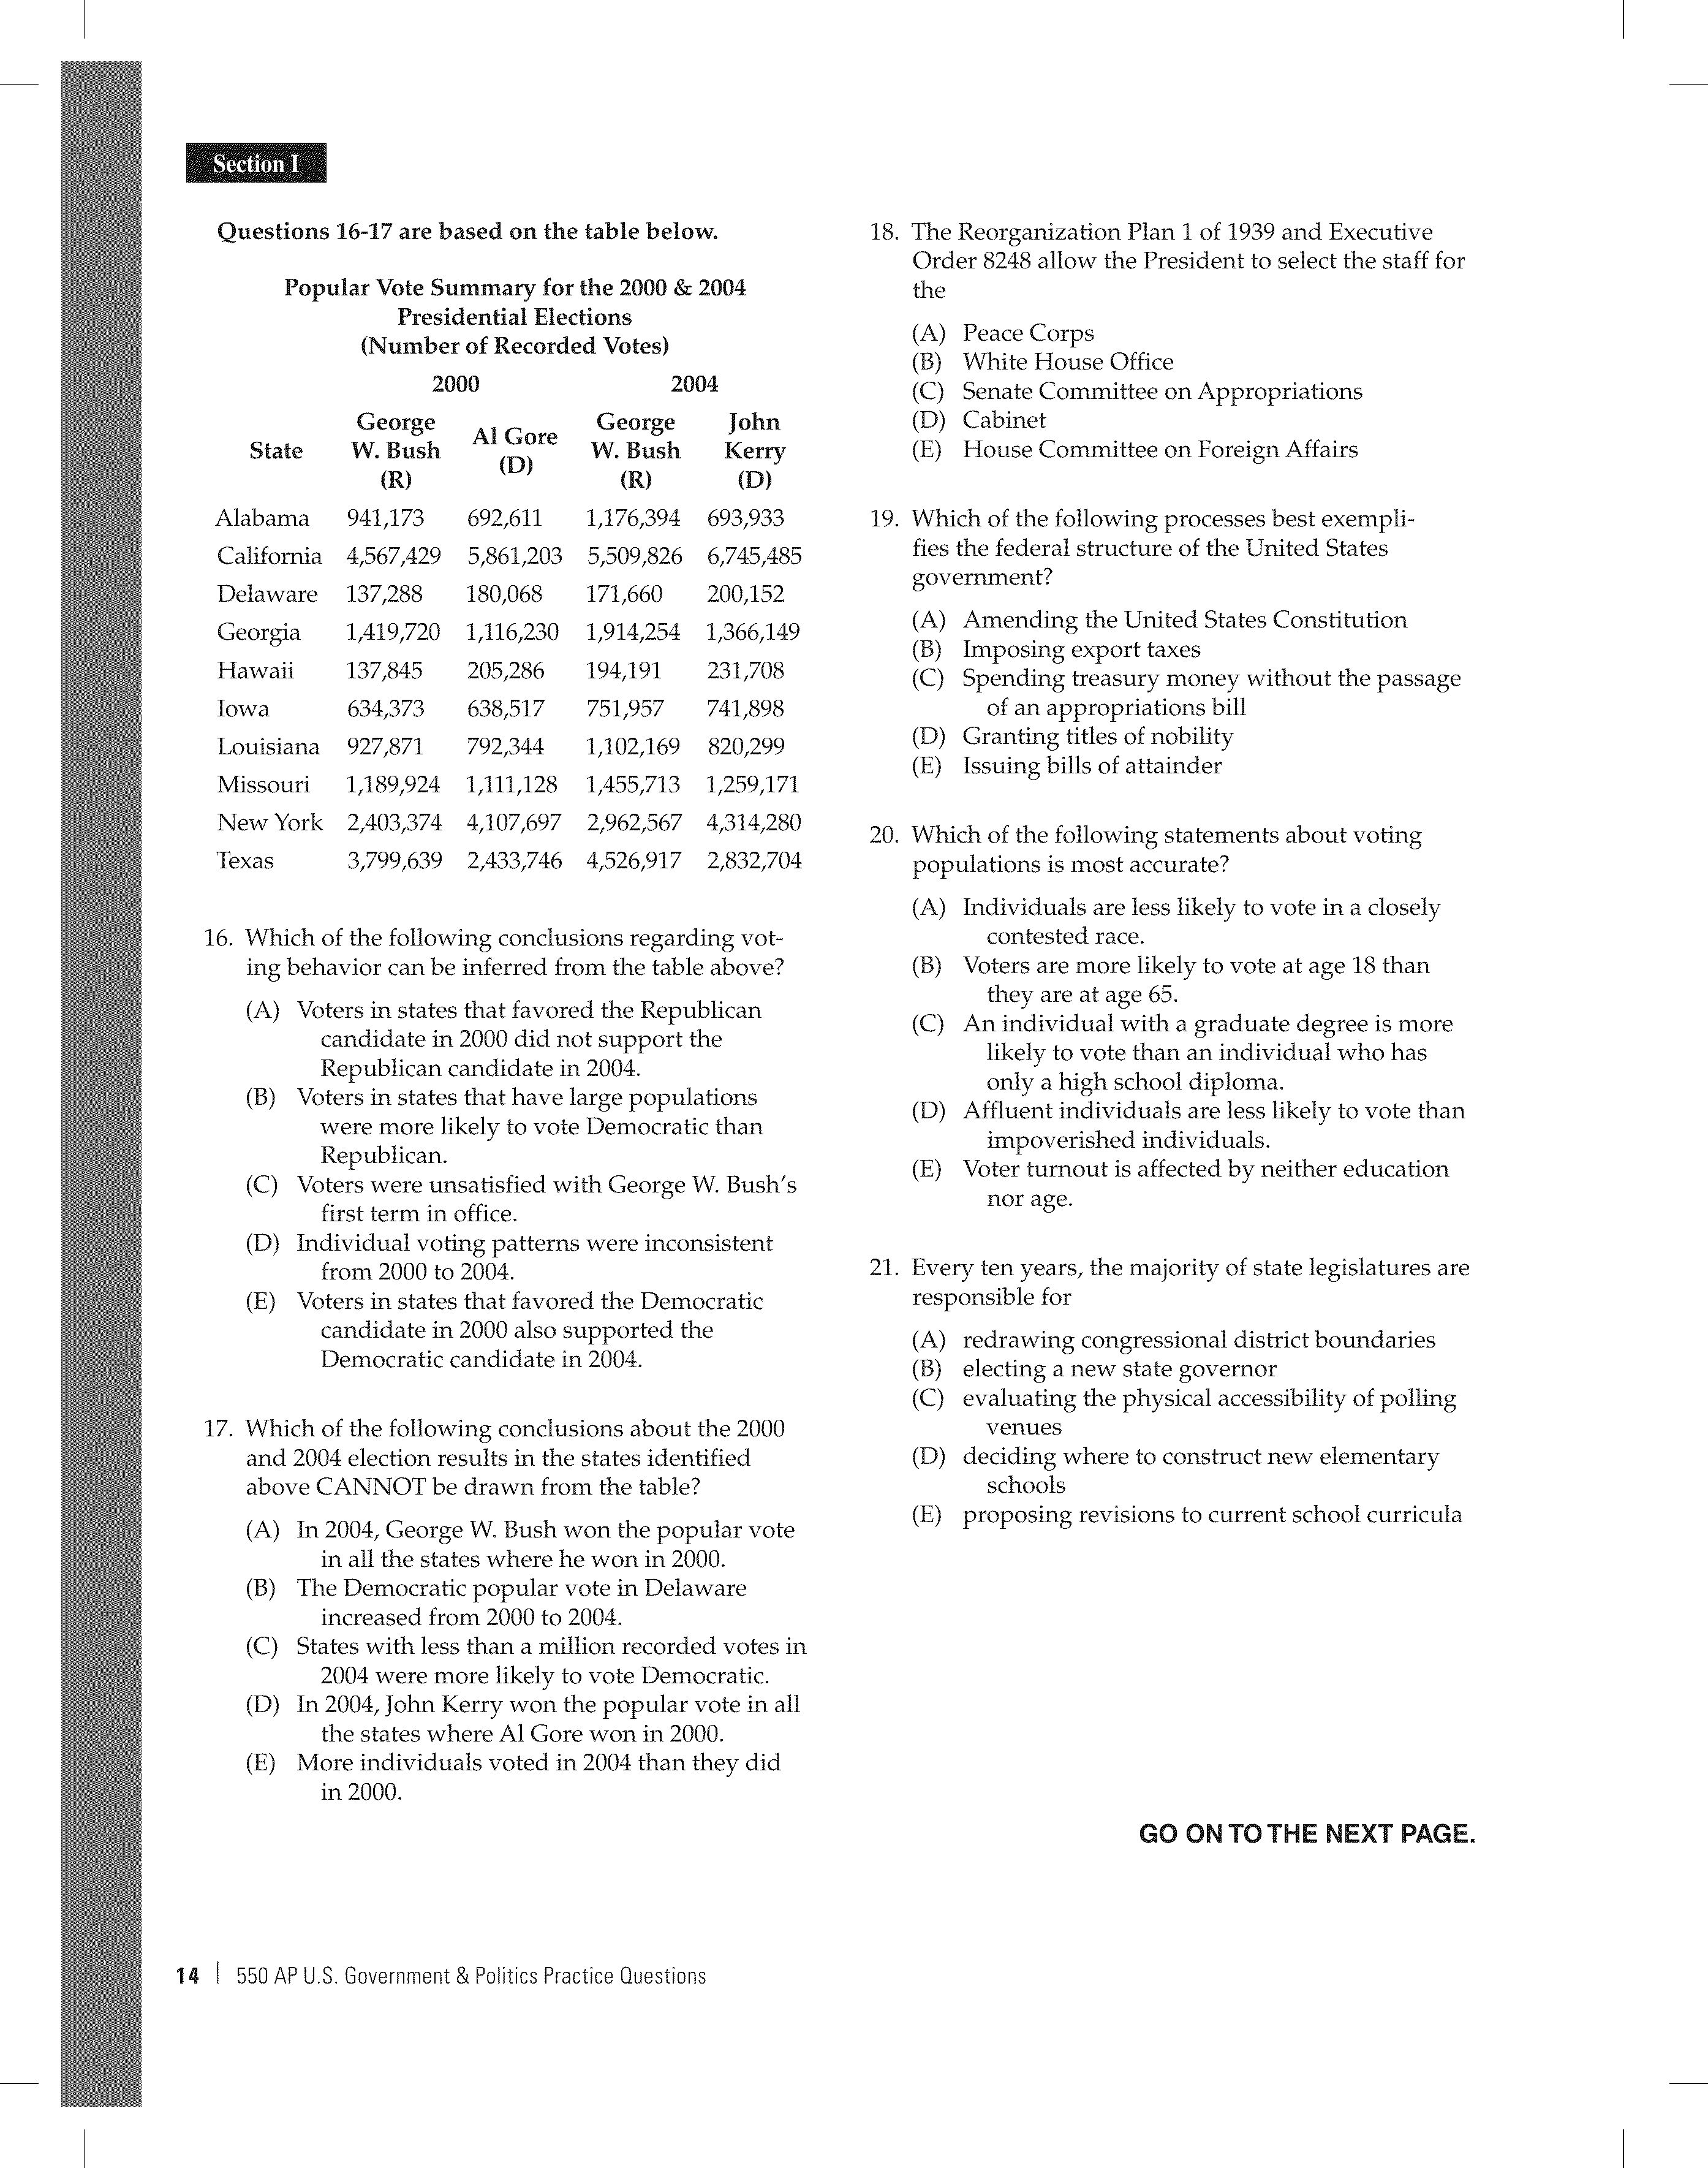 Section I
Questions 16-17 are based on the table below.
Popular Vote Summary for the 2000 & 2004
Presidential Elections
(Number of Recorded Votes)
2000 2004
State George W. Bush (R) Al Gore (D) George W. Bush (R) John Kerry (D)
Alabama 941,173 692,611 1,176,394 693,933
California 4,567,429 5,861,203 5,509,826 6,745,485
Delaware 137,288 180,068 171,660 200,152
Georgia 1,419,720 1,116,230 1,914,254 1,366,149
Hawaii 137,845 205,286 194,191 231,708
Iowa 634,373 638,517 751,957 741,898
Louisiana 927,871 792,344 1,102,169 820,299
Missouri 1,189,924 1,111,128 1,455,713 1,259,171
New York 2,403,374 4,107,697 2,962,567 4,314,280
Texas 3,799,639 2,433,746 4,526,917 2,832,704
16. Which of the following conclusions regarding vot-
ing behavior can be inferred from the table above?
(A) Voters in states that favored the Republican
candidate in 2000 did not support the
Republican candidate in 2004.
(B) Voters in states that have large populations
were more likely to vote Democratic than
Republican.
(C) Voters were unsatisfied with George W. Bush's
first term in office.
(D) Individual voting patterns were inconsistent
from 2000 to 2004.
(E) Voters in states that favored the Democratic
candidate in 2000 also supported the
Democratic candidate in 2004.
17. Which of the following conclusions about the 2000
and 2004 election results in the states identified
above CANNOT be drawn from the table?
(A) In 2004, George W. Bush won the popular vote
in all the states where he won in 2000.
(B) The Democratic popular vote in Delaware
increased from 2000 to 2004.
(C) States with less than a million recorded votes in
2004 were more likely to vote Democratic.
(D) In 2004, John Kerry won the popular vote in all
the states where Al Gore won in 2000.
(E) More individuals voted in 2004 than they did
in 2000.
18. The Reorganization Plan 1 of 1939 and Executive
Order 8248 allow the President to select the staff for
the
(A) Peace Corps
(B) White House Office
(C) Senate Committee on Appropriations
(D) Cabinet
(E) House Committee on Foreign Affairs
19. Which of the following processes best exempli-
fies the federal structure of the United States
government?
(A) Amending the United States Constitution
(B) Imposing export taxes
(C) Spending treasury money without the passage
of an appropriations bill
(D) Granting titles of nobility
(E) Issuing bills of attainder
20. Which of the following statements about voting
populations is most accurate?
(A) Individuals are less likely to vote in a closely
contested race.
(B) Voters are more likely to vote at age 18 than
they are at age 65.
(C) An individual with a graduate degree is more
likely to vote than an individual who has
only a high school diploma.
(D) Affluent individuals are less likely to vote than
impoverished individuals.
(E) Voter turnout is affected by neither education
nor age.
21. Every ten years, the majority of state legislatures are
responsible for
(A) redrawing congressional district boundaries
(B) electing a new state governor
(C) evaluating the physical accessibility of polling
venues
(D) deciding where to construct new elementary
schools
(E) proposing revisions to current school curricula
GO ON TO THE NEXT PAGE.
14 | 550 AP U.S. Government & Politics Practice Questions